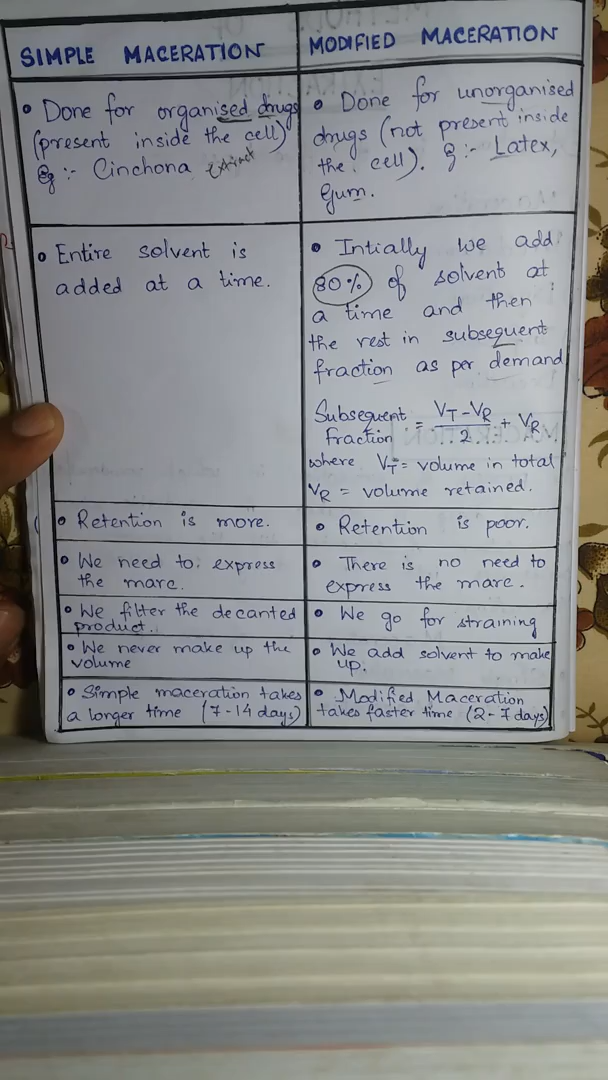 SIMPLE MACERATION
MODIFIED MACERATION
• Done for organised drugs
(present inside the cell)
Eg :- Cinchona extract
• Done for unorganised
drugs (not present inside
the cell). Eg :- Latex,
Gum.
• Entire solvent is
added at a time.
• Intially we add
80% of solvent at
a time and then
the rest in subsequent
fraction as per demand
Subsequent Fraction = VT - VR / 2 + VR
where VT = volume in total
VR = volume retained.
• Retention is more.
• Retention is poor.
• We need to express
the marc.
• There is no need to
express the marc.
• We filter the decanted
product.
• We go for straining
• We never make up the
volume
• We add solvent to make
up.
• Simple maceration takes
a longer time (7-14 days)
• Modified Maceration
takes faster time (2-7 days)